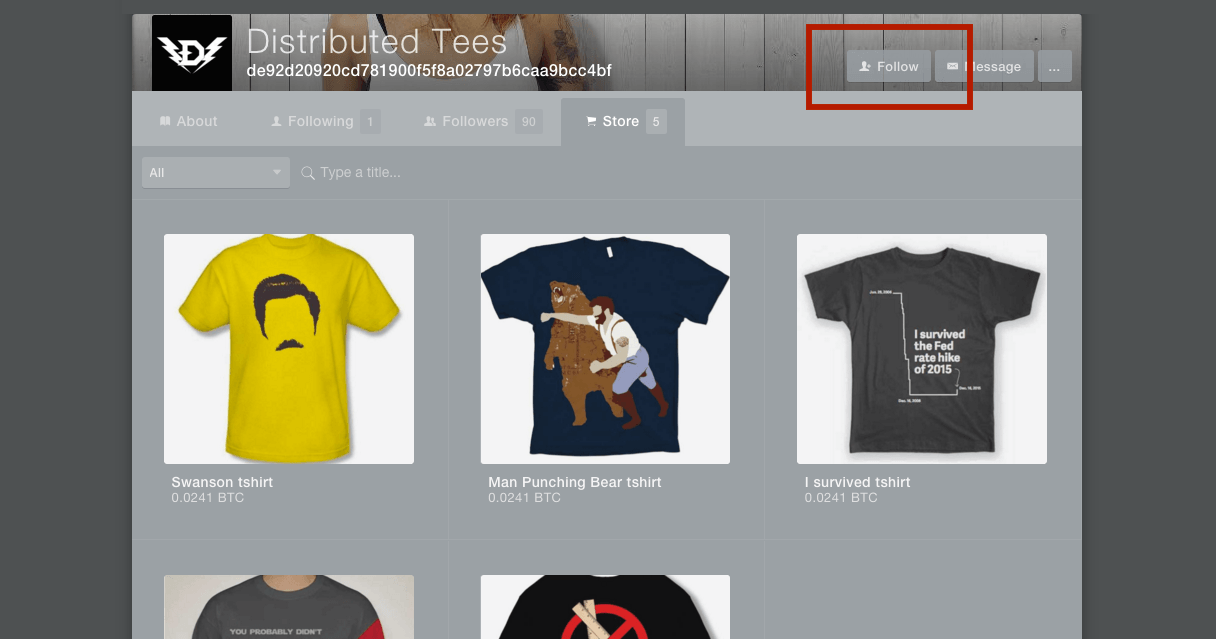 Distributed Tees
de92d20920cd781900f5f8a02797b6caa9bcc4bf
Follow
Message
...
About
Following 1
Followers 90
Store 5
All
Type a title...
I survived
the Fed
rate hike
of 2015
Swanson tshirt
0.0241 BTC
Man Punching Bear tshirt
0.0241 BTC
I survived tshirt
0.0241 BTC
YOU PROBABLY DIDN'T